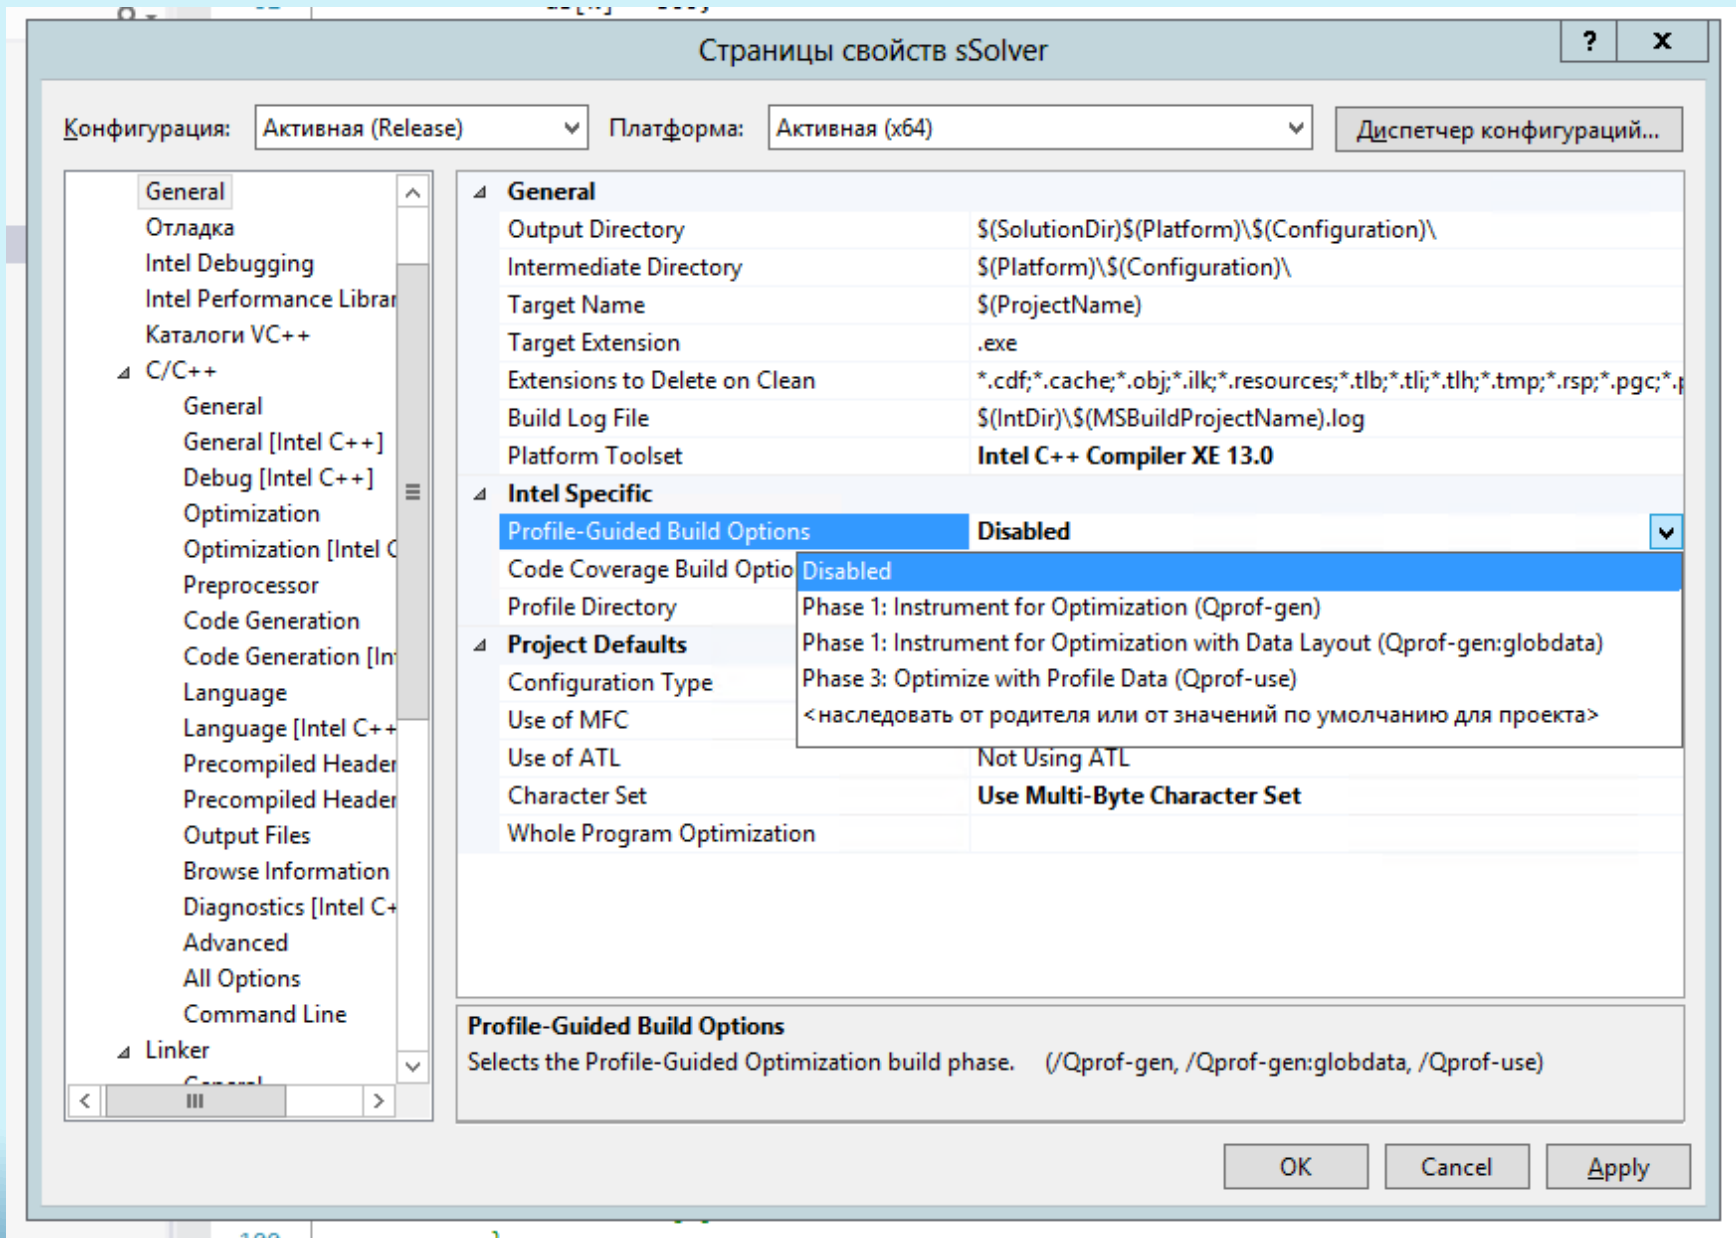 Страницы свойств sSolver
? x
Конфигурация: Активная (Release) Платформа: Активная (x64) Диспетчер конфигураций...
General
Отладка
Intel Debugging
Intel Performance Librar
Каталоги VC++
C/C++
General
General [Intel C++]
Debug [Intel C++]
Optimization
Optimization [Intel C
Preprocessor
Code Generation
Code Generation [In
Language
Language [Intel C++
Precompiled Header
Precompiled Header
Output Files
Browse Information
Diagnostics [Intel C+
Advanced
All Options
Command Line
Linker
General
General
Output Directory $(SolutionDir)$(Platform)\$(Configuration)\
Intermediate Directory $(Platform)\$(Configuration)\
Target Name $(ProjectName)
Target Extension .exe
Extensions to Delete on Clean *.cdf;*.cache;*.obj;*.ilk;*.resources;*.tlb;*.tli;*.tlh;*.tmp;*.rsp;*.pgc;*.p
Build Log File $(IntDir)\$(MSBuildProjectName).log
Platform Toolset Intel C++ Compiler XE 13.0
Intel Specific
Profile-Guided Build Options Disabled
Code Coverage Build Optio
Profile Directory
Disabled
Phase 1: Instrument for Optimization (Qprof-gen)
Phase 1: Instrument for Optimization with Data Layout (Qprof-gen:globdata)
Phase 3: Optimize with Profile Data (Qprof-use)
<наследовать от родителя или от значений по умолчанию для проекта>
Project Defaults
Configuration Type
Use of MFC
Use of ATL Not Using ATL
Character Set Use Multi-Byte Character Set
Whole Program Optimization
Profile-Guided Build Options
Selects the Profile-Guided Optimization build phase. (/Qprof-gen, /Qprof-gen:globdata, /Qprof-use)
OK Cancel Apply